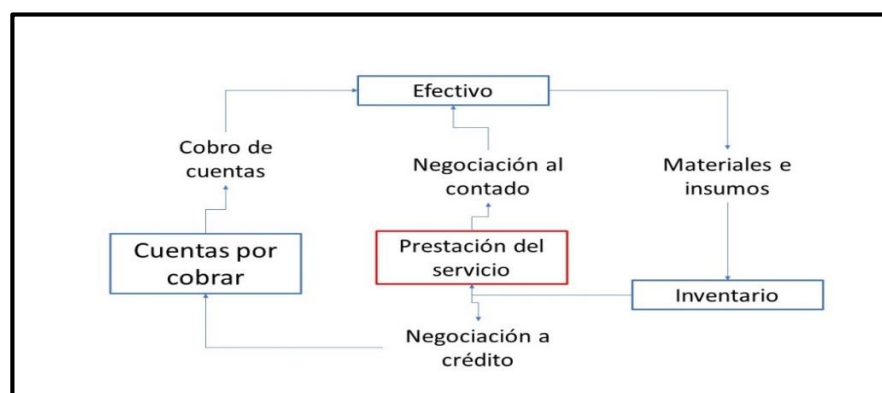 Efectivo
Cobro de
cuentas
Negociación al
contado
Materiales e
insumos
Cuentas por
cobrar
Prestación del
servicio
Inventario
Negociación a
crédito